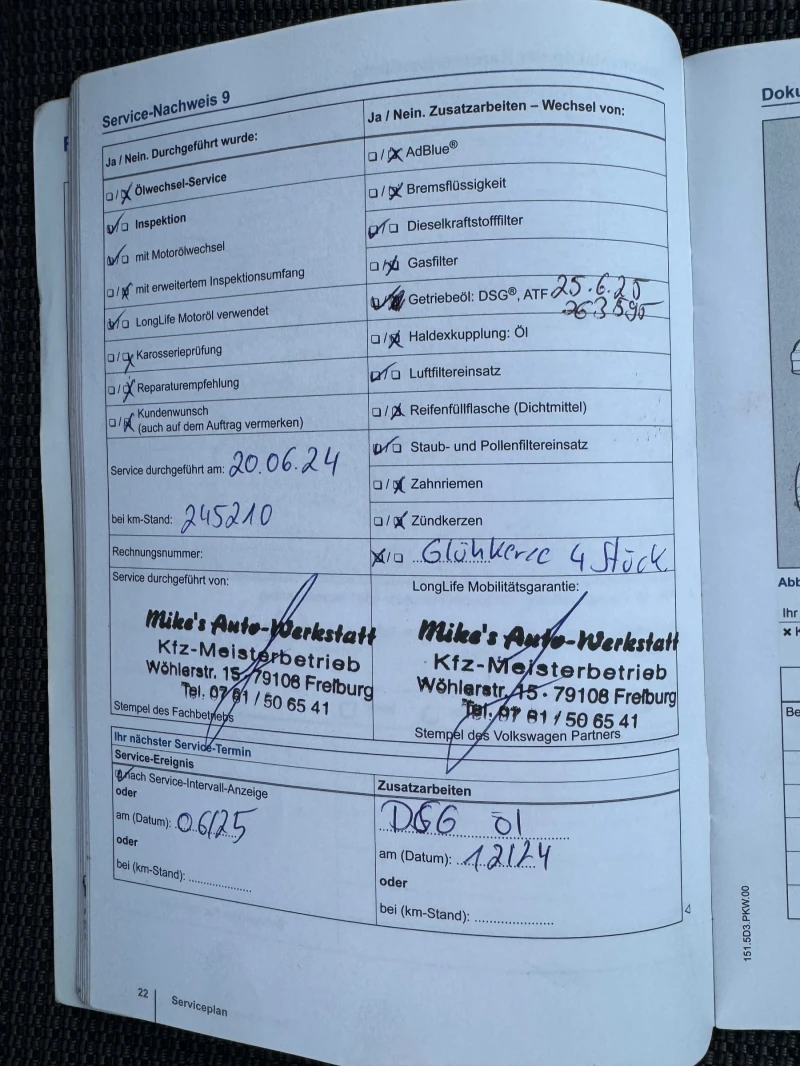 Service-Nachweis 9
Ja / Nein. Durchgeführt wurde:
Ölwechsel-Service
Inspektion
mit Motorölwechsel
mit erweitertem Inspektionsumfang
LongLife Motoröl verwendet
Karosserieprüfung
Reparaturempfehlung
Kundenwunsch
(auch auf dem Auftrag vermerken)
Service durchgeführt am: 20.06.24
bei km-Stand: 245210
Rechnungsnummer:
Service durchgeführt von:
Mike's Auto-Werkstatt
Kfz-Meisterbetrieb
Wöhlerstr. 15 · 79108 Freiburg
Tel. 07 61 / 50 65 41
Stempel des Fachbetriebs
Ja / Nein. Zusatzarbeiten – Wechsel von:
AdBlue®
Bremsflüssigkeit
Dieselkraftstofffilter
Gasfilter
Getriebeöl: DSG®, ATF 25.6.25
Haldexkupplung: Öl
Luftfiltereinsatz
Reifenfüllflasche (Dichtmittel)
Staub- und Pollenfiltereinsatz
Zahnriemen
Zündkerzen
Glühkerze 4 Stück
LongLife Mobilitätsgarantie:
Mike's Auto-Werkstatt
Kfz-Meisterbetrieb
Wöhlerstr. 15 · 79108 Freiburg
Tel. 07 61 / 50 65 41
Stempel des Volkswagen Partners
Ihr nächster Service-Termin
Service-Ereignis
nach Service-Intervall-Anzeige
oder
am (Datum): 06/25
oder
bei (km-Stand):
Zusatzarbeiten
DSG öl
am (Datum): 12/24
oder
bei (km-Stand):
22
Serviceplan
Doku
Abb
Ihr
Be
151.5D3.PKW.00